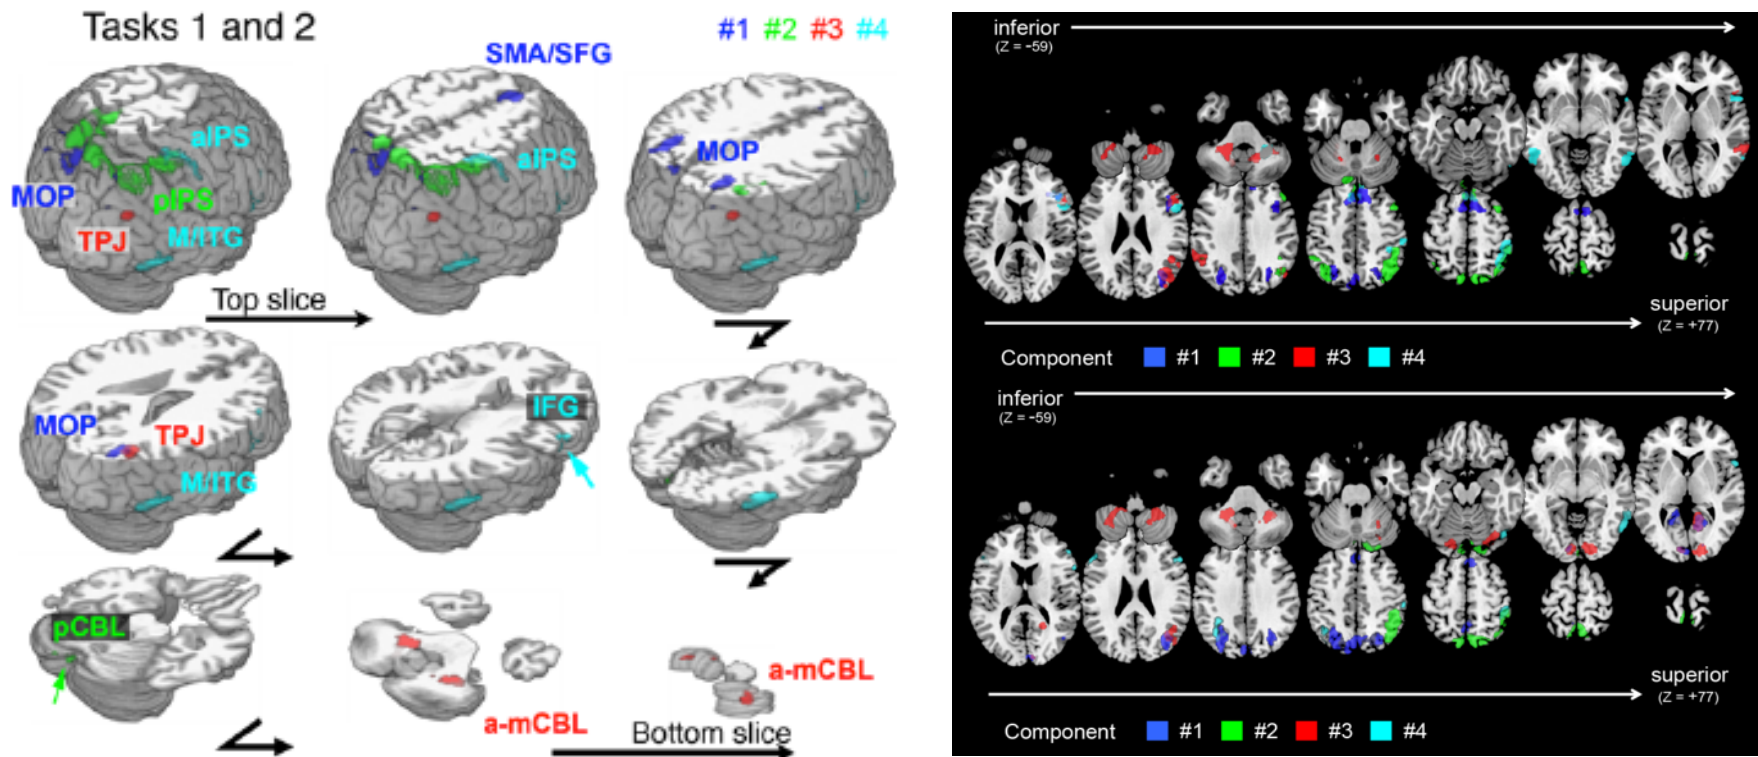 Tasks 1 and 2
#1 #2 #3 #4
SMA/SFG
aIPS
MOP
pIPS
TPJ
M/ITG
aIPS
MOP
Top slice
MOP
TPJ
M/ITG
IFG
pCBL
a-mCBL
a-mCBL
Bottom slice
inferior
(Z = -59)
superior
(Z = +77)
Component #1 #2 #3 #4
inferior
(Z = -59)
superior
(Z = +77)
Component #1 #2 #3 #4